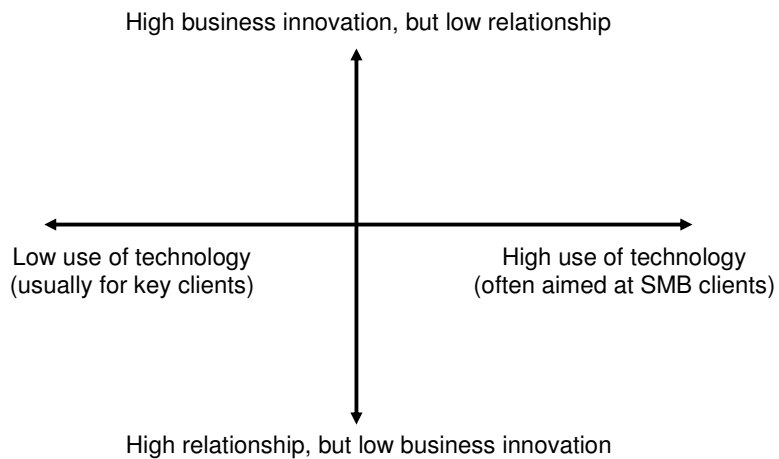 High business innovation, but low relationship
Low use of technology
(usually for key clients)
High use of technology
(often aimed at SMB clients)
High relationship, but low business innovation